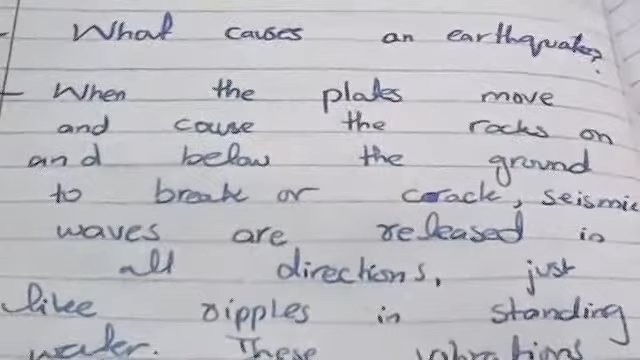 What causes an earthquake?
When the plates move
and cause the rocks on
and below the ground
to break or crack, seismic
waves are released in
all directions, just
like ripples in standing
water. These vibrations